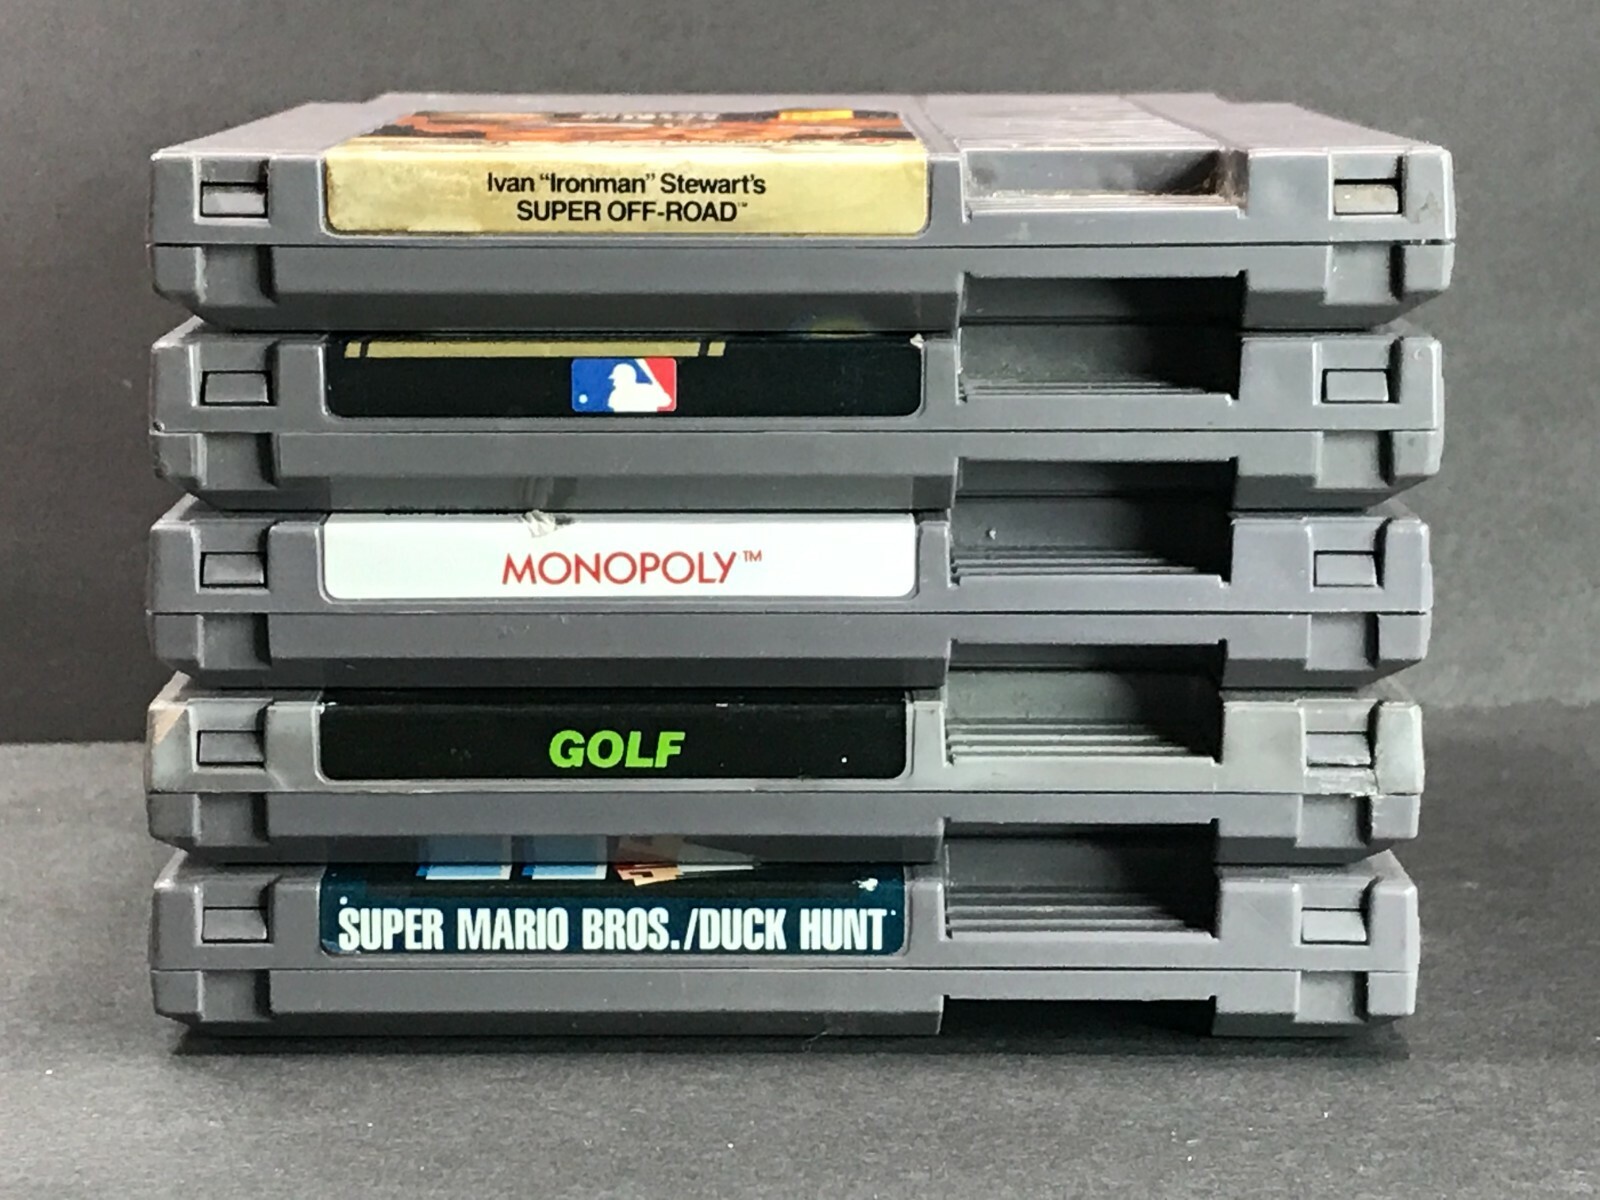 Ivan “Ironman” Stewart's
SUPER OFF-ROAD™
MONOPOLY™
GOLF
SUPER MARIO BROS./DUCK HUNT